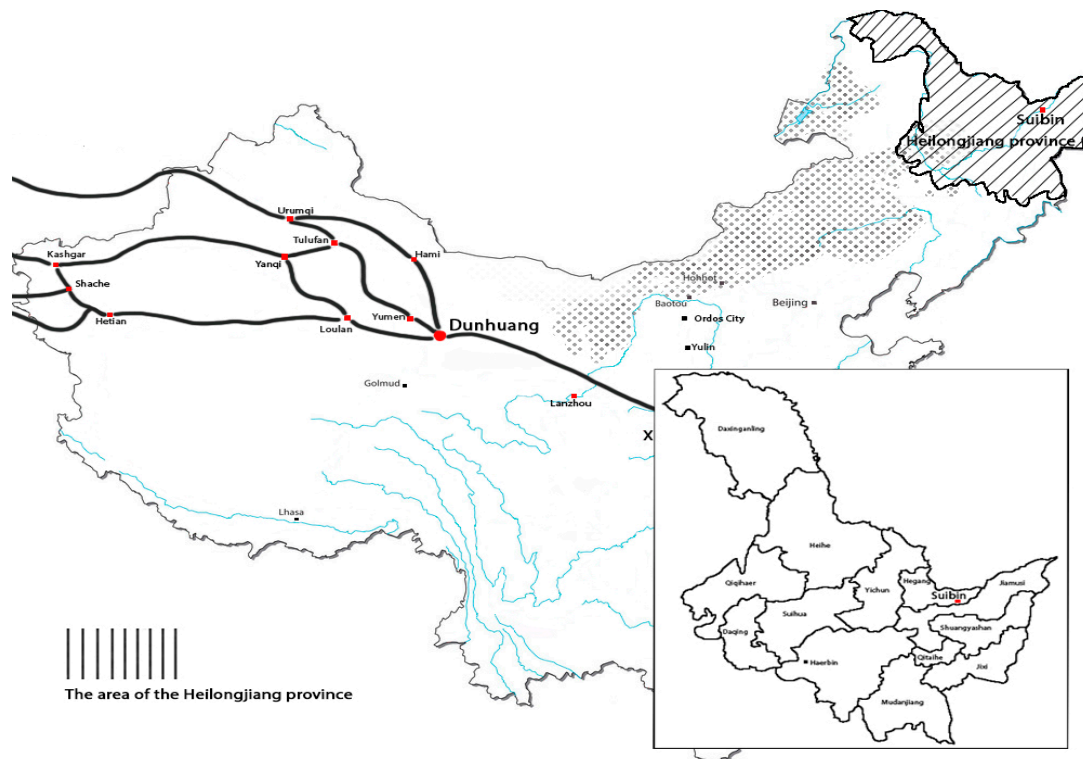 Suibin
Heilongjiang province
Urumqi
Tulufan
Hami
Kashgar
Yanqi
Shache
Hetian
Loulan
Yumen
Dunhuang
Hohhot
Baotou
Beijing
Ordos City
Yulin
Golmud
Lanzhou
X
Lhasa
Daxinganling
Heihe
Qiqihaer
Yichun
Hegang
Jiamusi
Suibin
Suihua
Daqing
Shuangyashan
Haerbin
Qitaihe
Jixi
Mudanjiang
The area of the Heilongjiang province